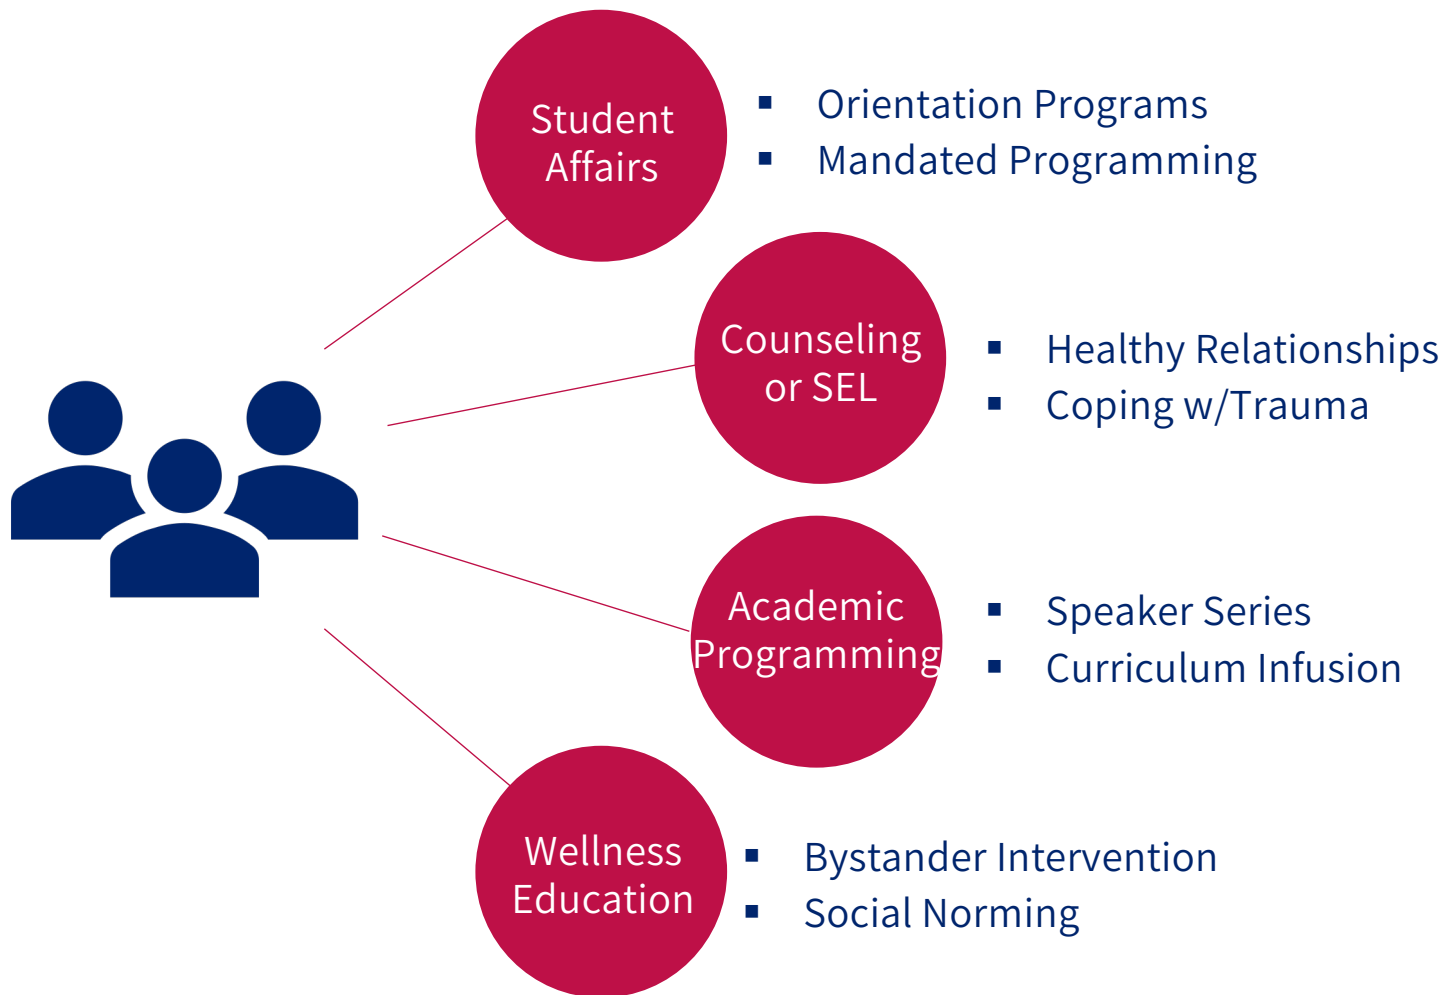 Student
Affairs
▪ Orientation Programs
▪ Mandated Programming
Counseling
or SEL
▪ Healthy Relationships
▪ Coping w/Trauma
Academic
Programming
▪ Speaker Series
▪ Curriculum Infusion
Wellness
Education
▪ Bystander Intervention
▪ Social Norming